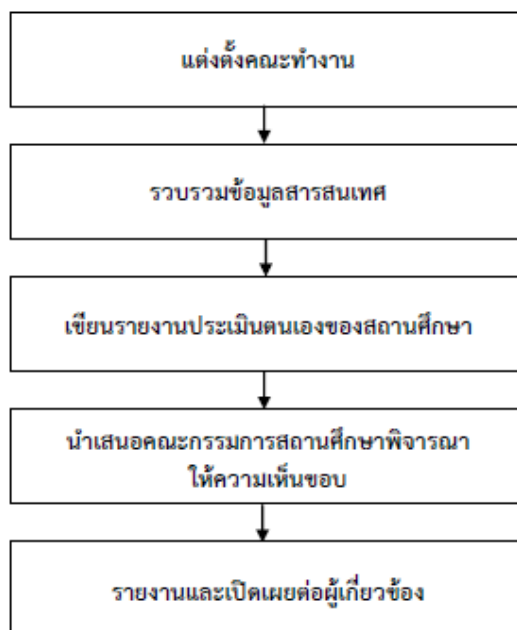 แต่งตั้งคณะทำงาน
รวบรวมข้อมูลสารสนเทศ
เขียนรายงานประเมินตนเองของสถานศึกษา
นำเสนอคณะกรรมการสถานศึกษาพิจารณา
ให้ความเห็นชอบ
รายงานและเปิดเผยต่อผู้เกี่ยวข้อง